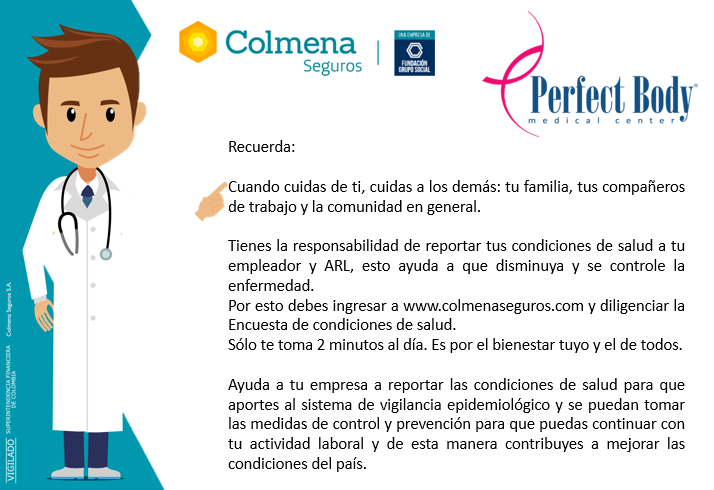 Colmena
Seguros
UNA EMPRESA DE
FUNDACIÓN
GRUPO SOCIAL
Perfect Body®
medical center
Recuerda:
Cuando cuidas de ti, cuidas a los demás: tu familia, tus compañeros
de trabajo y la comunidad en general.
Tienes la responsabilidad de reportar tus condiciones de salud a tu
empleador y ARL, esto ayuda a que disminuya y se controle la
enfermedad.
Por esto debes ingresar a www.colmenaseguros.com y diligenciar la
Encuesta de condiciones de salud.
Sólo te toma 2 minutos al día. Es por el bienestar tuyo y el de todos.
Ayuda a tu empresa a reportar las condiciones de salud para que
aportes al sistema de vigilancia epidemiológico y se puedan tomar
las medidas de control y prevención para que puedas continuar con
tu actividad laboral y de esta manera contribuyes a mejorar las
condiciones del país.
VIGILADO
SUPERINTENDENCIA FINANCIERA
DE COLOMBIA
Colmena Seguros S.A.